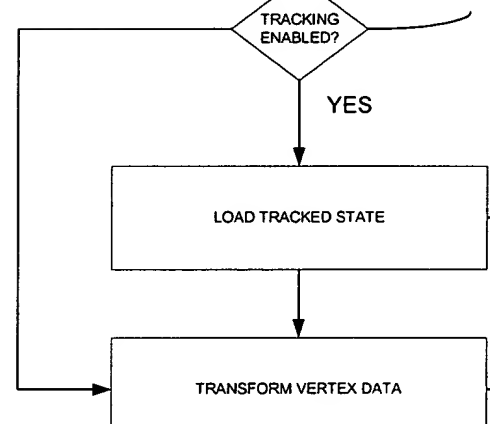 TRACKING
ENABLED?
YES
LOAD TRACKED STATE
TRANSFORM VERTEX DATA